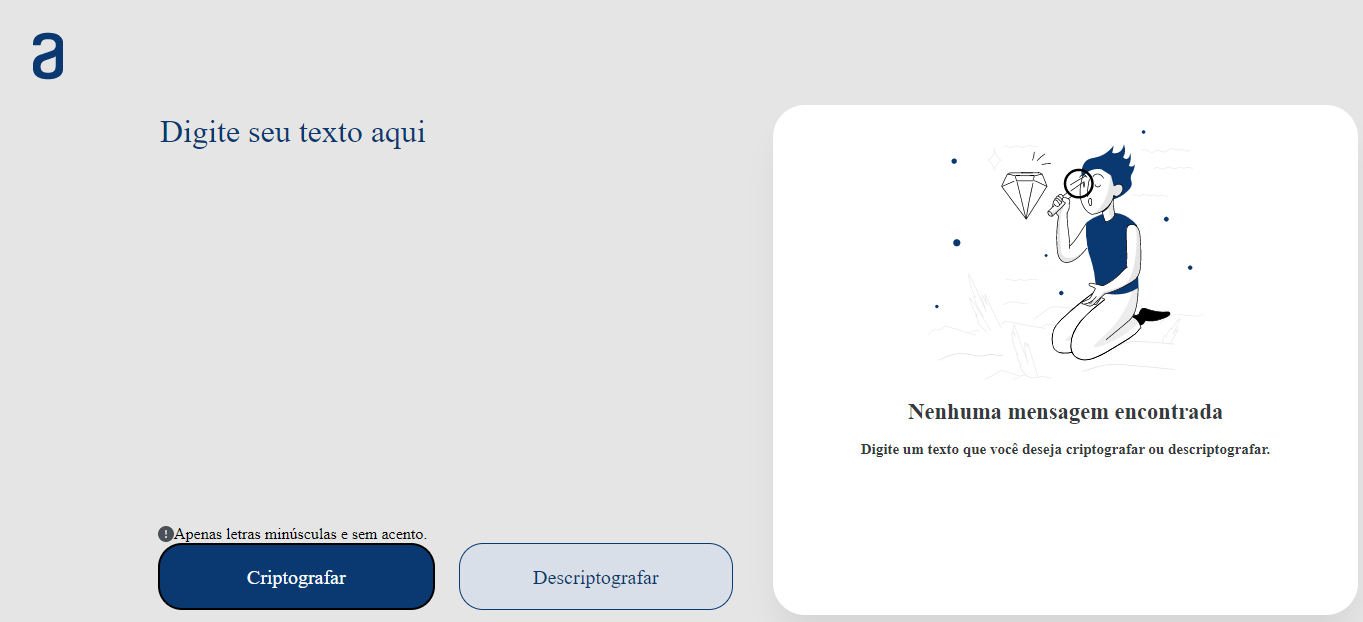 a
Digite seu texto aqui
Nenhuma mensagem encontrada
Digite um texto que você deseja criptografar ou descriptografar.
Apenas letras minúsculas e sem acento.
Criptografar
Descriptografar